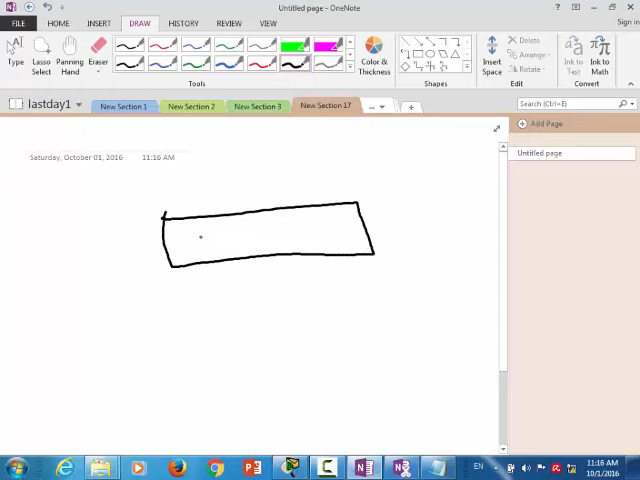 Untitled page - OneNote
FILE HOME INSERT DRAW HISTORY REVIEW VIEW Sign in
Type Lasso Select Panning Hand Eraser Color & Thickness Insert Space Delete Arrange Rotate Ink to Text Ink to Math
Tools Shapes Edit Convert
lastday1 New Section 1 New Section 2 New Section 3 New Section 17 Search (Ctrl+E)
Add Page
Untitled page
Saturday, October 01, 2016 11:16 AM
EN 11:16 AM
10/1/2016